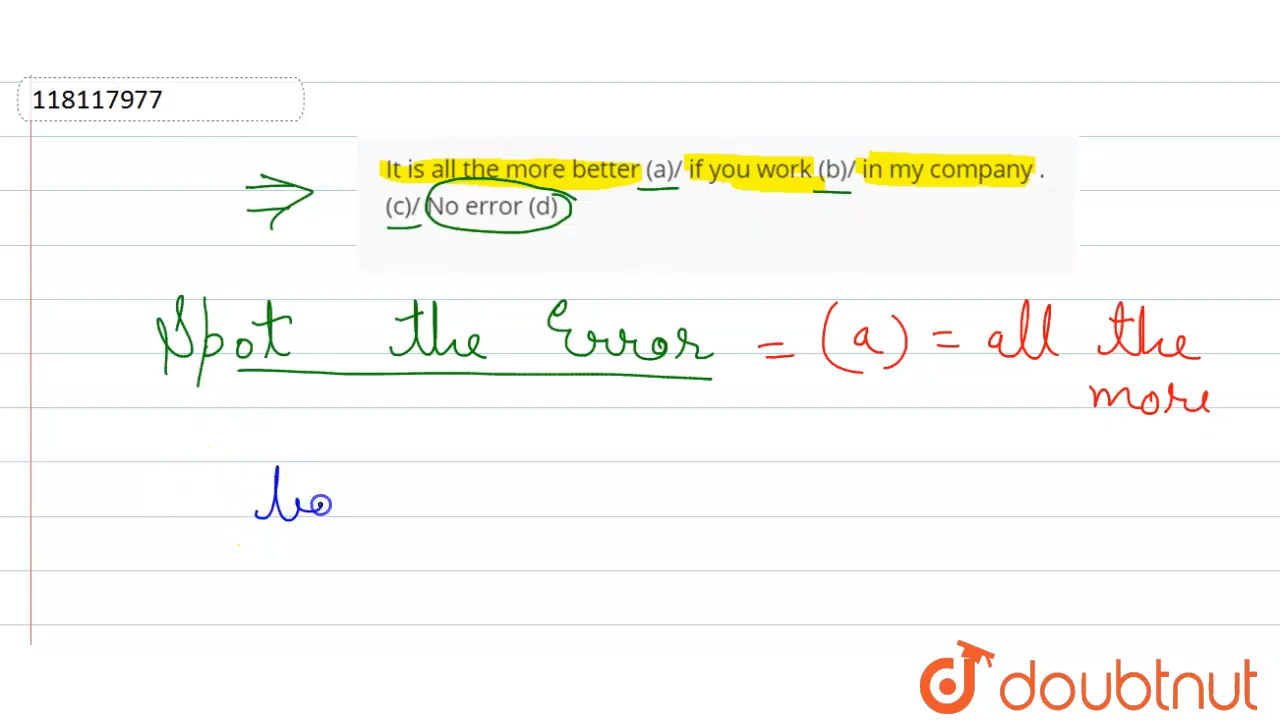 118117977
It is all the more better (a)/ if you work (b)/ in my company .
(c)/ No error (d)
Spot the Error = (a) = all the
more
doubtnut